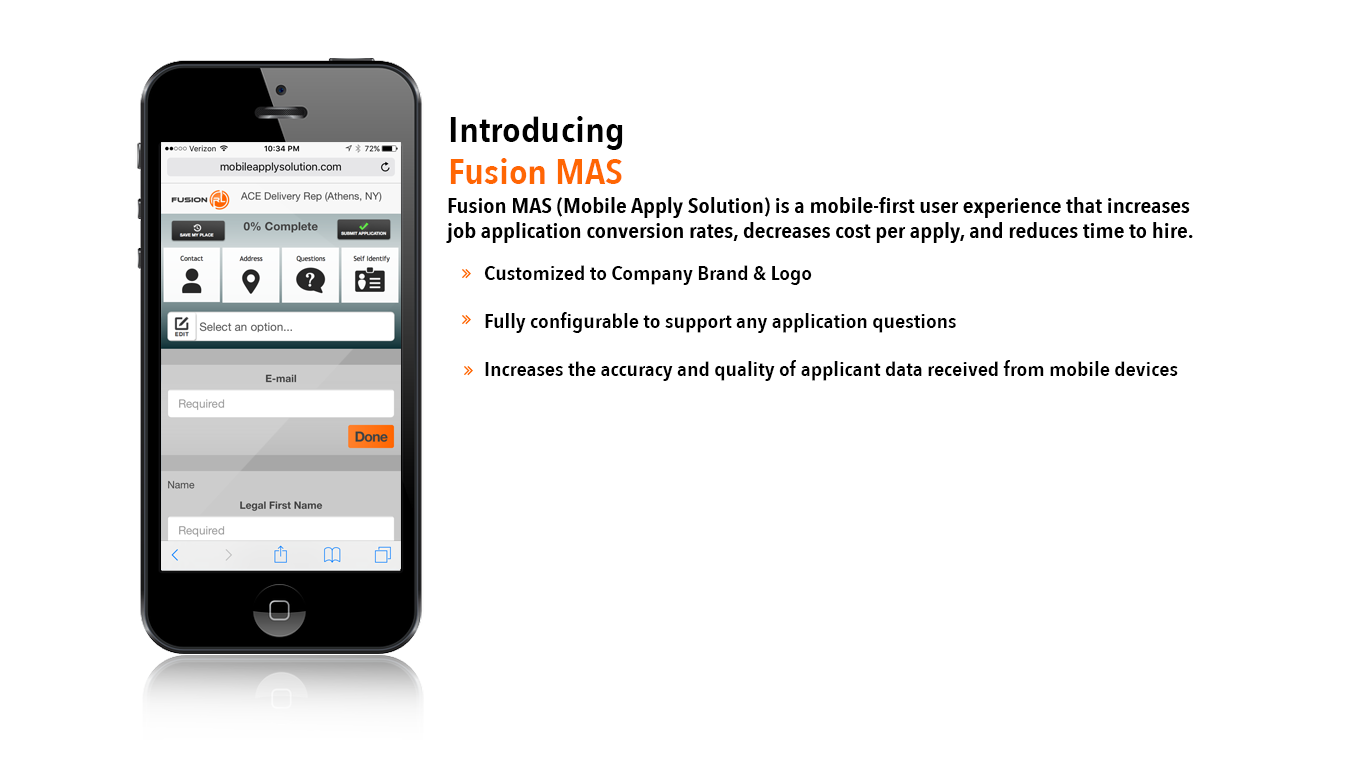 Verizon 10:34 PM 72%
mobileapplysolution.com
FUSION RL ACE Delivery Rep (Athens, NY)
SAVE MY PLACE 0% Complete SUBMIT APPLICATION
Contact Address Questions Self Identify
EDIT Select an option...
E-mail
Required
Done
Name
Legal First Name
Required
Introducing
Fusion MAS
Fusion MAS (Mobile Apply Solution) is a mobile-first user experience that increases
job application conversion rates, decreases cost per apply, and reduces time to hire.
» Customized to Company Brand & Logo
» Fully configurable to support any application questions
» Increases the accuracy and quality of applicant data received from mobile devices